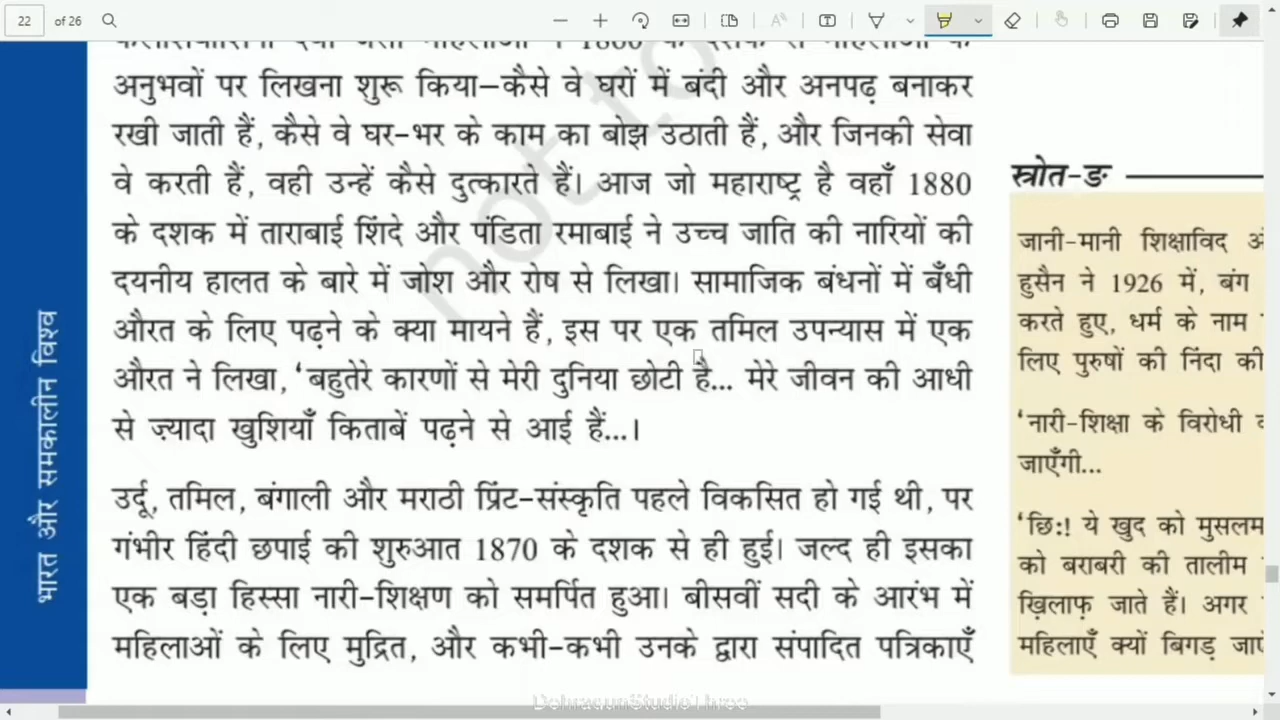 22 of 26
अनुभवों पर लिखना शुरू किया–कैसे वे घरों में बंदी और अनपढ़ बनाकर
रखी जाती हैं, कैसे वे घर-भर के काम का बोझ उठाती हैं, और जिनकी सेवा
वे करती हैं, वही उन्हें कैसे दुत्कारते हैं। आज जो महाराष्ट्र है वहाँ 1880
के दशक में ताराबाई शिंदे और पंडिता रमाबाई ने उच्च जाति की नारियों की
दयनीय हालत के बारे में जोश और रोष से लिखा। सामाजिक बंधनों में बँधी
औरत के लिए पढ़ने के क्या मायने हैं, इस पर एक तमिल उपन्यास में एक
औरत ने लिखा, ‘बहुतेरे कारणों से मेरी दुनिया छोटी है... मेरे जीवन की आधी
से ज़्यादा खुशियाँ किताबें पढ़ने से आई हैं...।
उर्दू, तमिल, बंगाली और मराठी प्रिंट-संस्कृति पहले विकसित हो गई थी, पर
गंभीर हिंदी छपाई की शुरुआत 1870 के दशक से ही हुई। जल्द ही इसका
एक बड़ा हिस्सा नारी-शिक्षण को समर्पित हुआ। बीसवीं सदी के आरंभ में
महिलाओं के लिए मुद्रित, और कभी-कभी उनके द्वारा संपादित पत्रिकाएँ
स्रोत-ङ
जानी-मानी शिक्षाविद
हुसैन ने 1926 में, बंग
करते हुए, धर्म के नाम
लिए पुरुषों की निंदा की
‘नारी-शिक्षा के विरोधी
जाएँगी...
‘छि:! ये खुद को मुसलम
को बराबरी की तालीम
ख़िलाफ़ जाते हैं। अगर
महिलाएँ क्यों बिगड़ जाए
भारत और समकालीन विश्व
not to